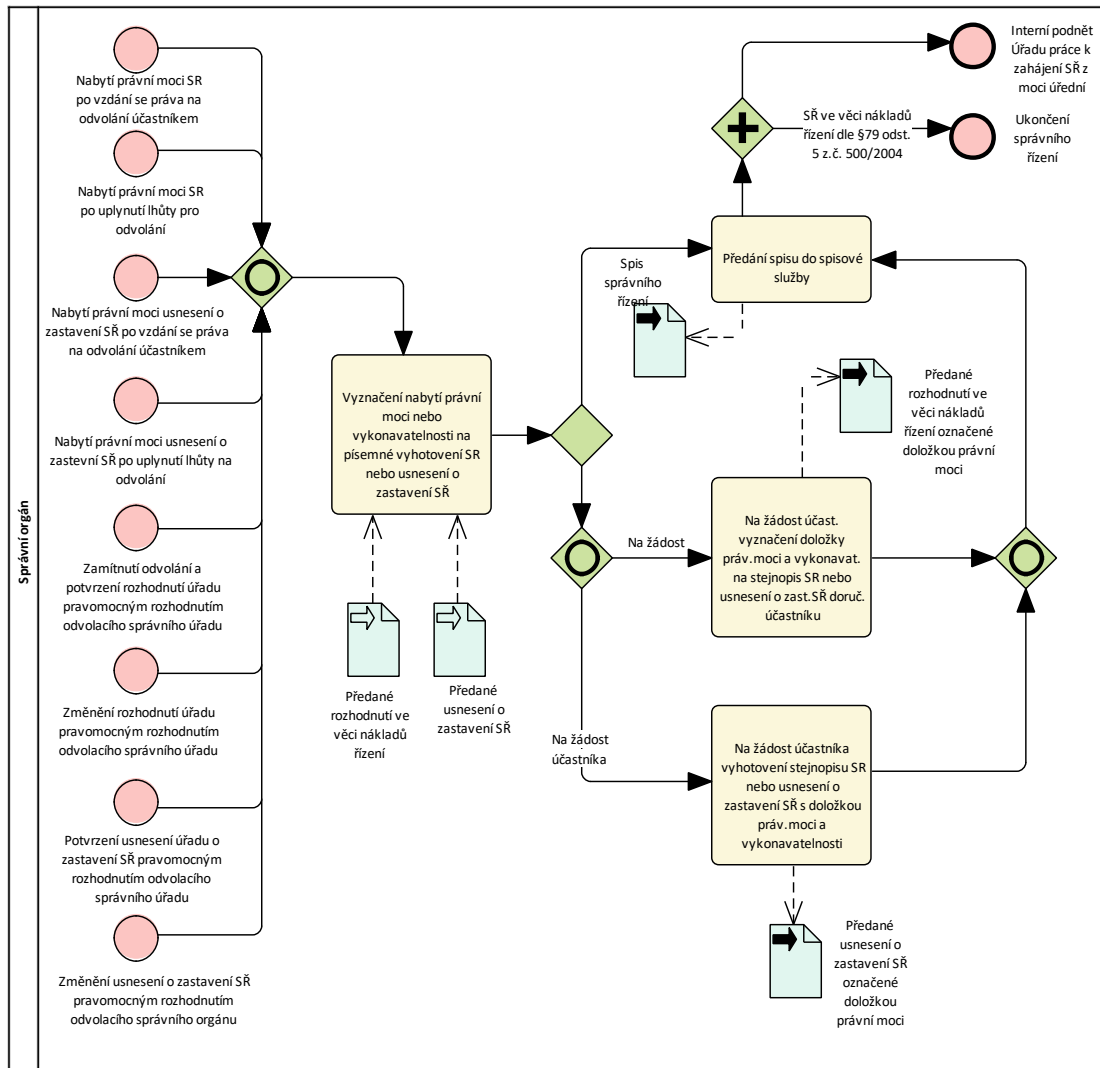 Správní orgán
Nabytí právní moci SR
po vzdání se práva na
odvolání účastníkem
Nabytí právní moci SR
po uplynutí lhůty pro
odvolání
Nabytí právní moci usnesení o
zastavení SŘ po vzdání se práva
na odvolání účastníkem
Nabytí právní moci usnesení o
zastevní SŘ po uplynutí lhůty na
odvolání
Zamítnutí odvolání a
potvrzení rozhodnutí úřadu
pravomocným rozhodnutím
odvolacího správního úřadu
Změnění rozhodnutí úřadu
pravomocným rozhodnutím
odvolacího správního úřadu
Potvrzení usnesení úřadu o
zastavení SŘ pravomocným
rozhodnutím odvolacího
správního úřadu
Změnění usnesení o zastavení SŘ
pravomocným rozhodnutím
odvolacího správního orgánu
Vyznačení nabytí právní
moci nebo
vykonavatelnosti na
písemné vyhotovení SR
nebo usnesení o
zastavení SŘ
Předané
rozhodnutí ve
věci nákladů
řízení
Předané
usnesení o
zastavení SŘ
Interní podnět
Úřadu práce k
zahájení SŘ z
moci úřední
SŘ ve věci nákladů
řízení dle §79 odst.
5 z.č. 500/2004
Ukončení
správního
řízení
Předání spisu do spisové
služby
Spis
správního
řízení
Předané
rozhodnutí ve
věci nákladů
řízení označené
doložkou právní
moci
Na žádost
Na žádost účast.
vyznačení doložky
práv.moci a vykonavat.
na stejnopis SR nebo
usnesení o zast.SŘ doruč.
účastníku
Na žádost
účastníka
Na žádost účastníka
vyhotovení stejnopisu SR
nebo usnesení o
zastavení SŘ s doložkou
práv.moci a
vykonavatelnosti
Předané
usnesení o
zastavení SŘ
označené
doložkou
právní moci